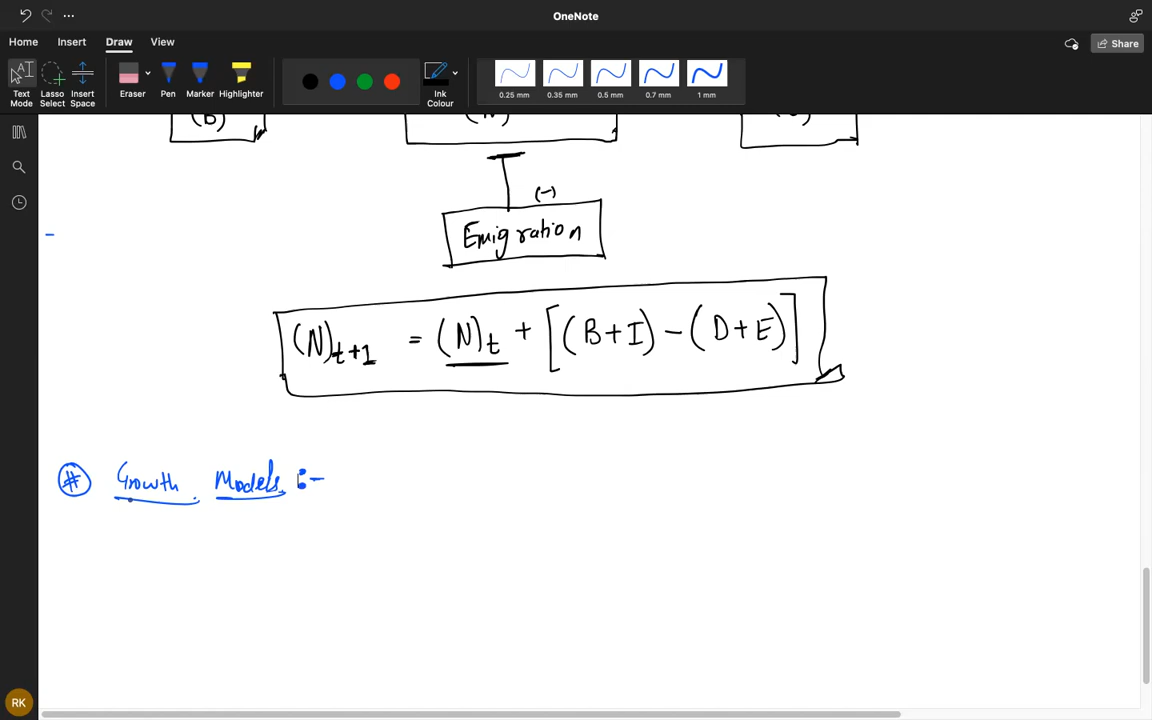 OneNote
Home Insert Draw View
Share
Text Mode Lasso Select Insert Space Eraser Pen Marker Highlighter Ink Colour 0.25 mm 0.35 mm 0.5 mm 0.7 mm 1 mm
(B) (N)
(-)
Emigration
(N)t+1 = (N)t + [(B+I) - (D+E)]
# Growth Models :-
RK